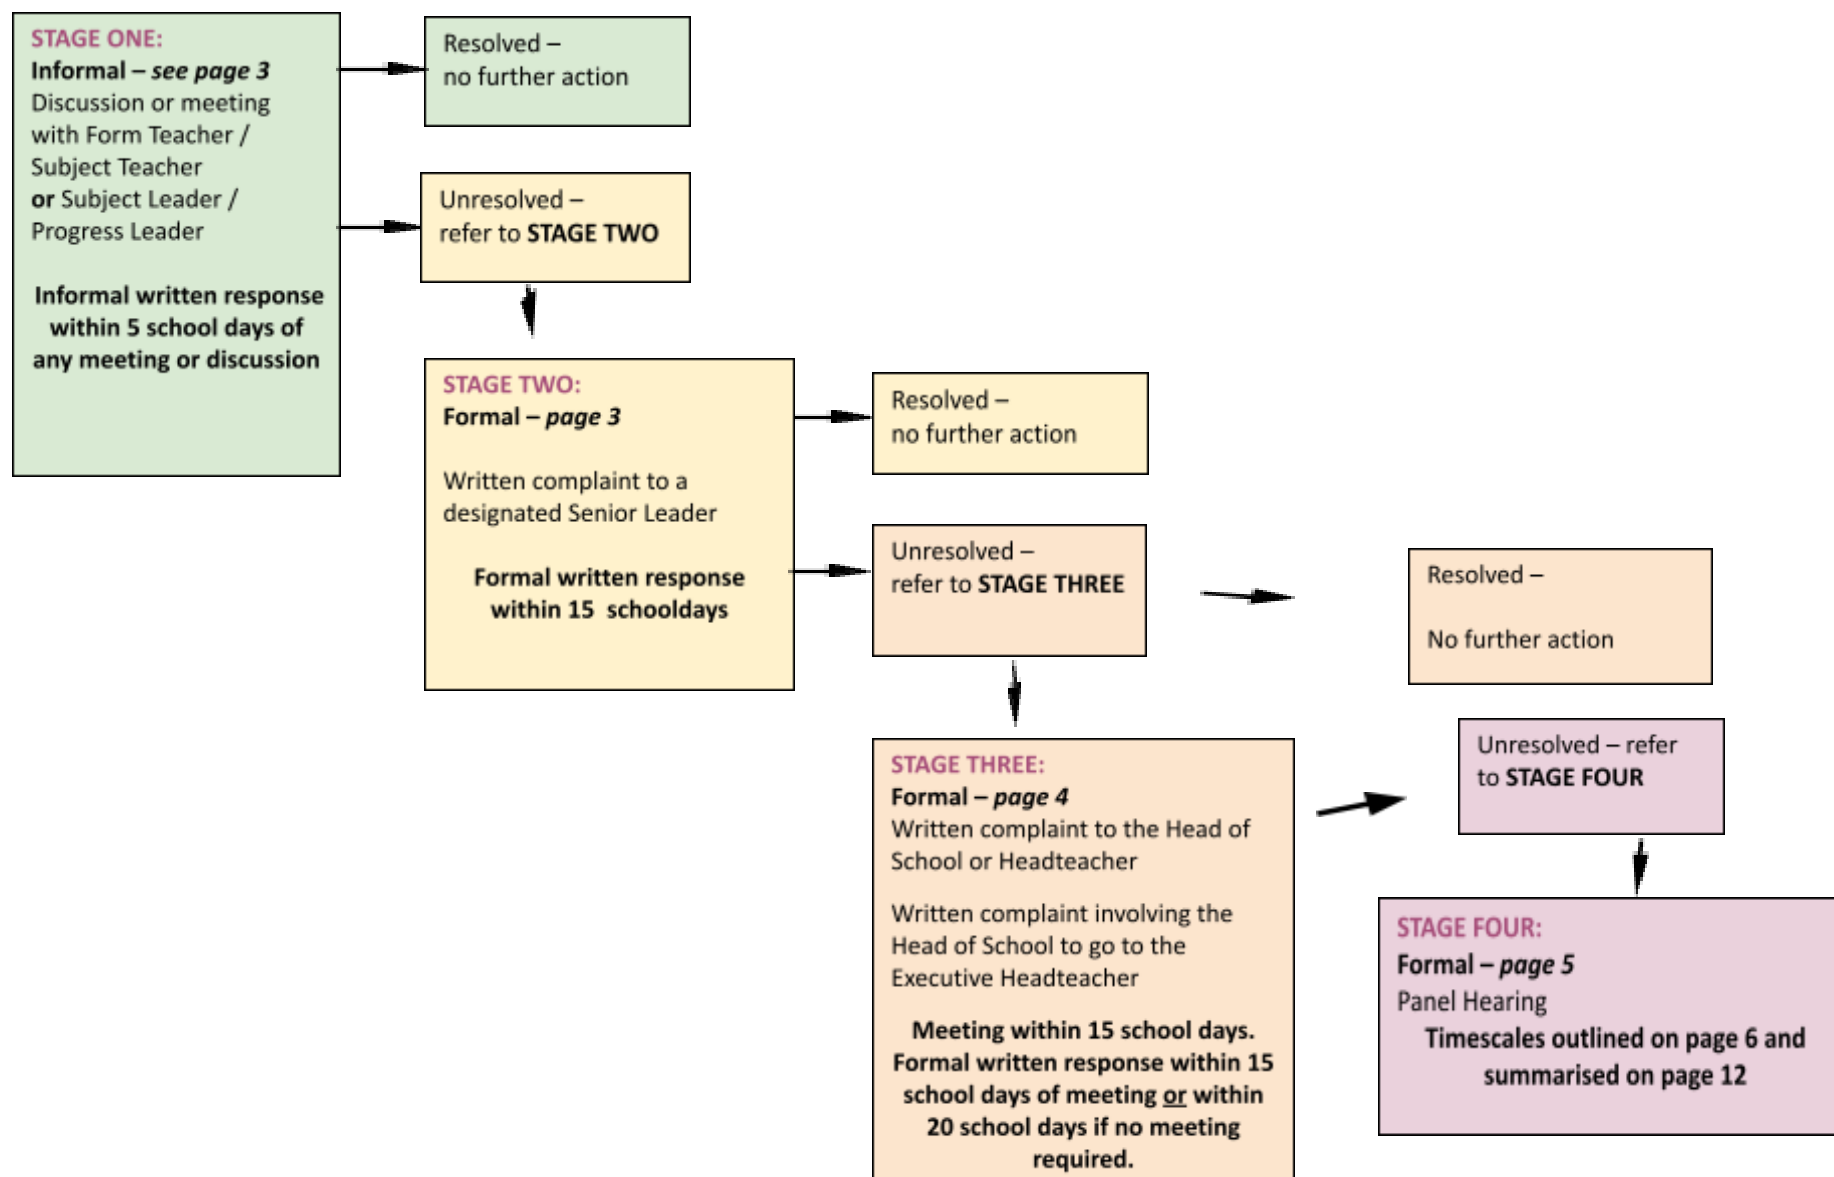 STAGE ONE:
Informal – see page 3
Discussion or meeting
with Form Teacher /
Subject Teacher
or Subject Leader /
Progress Leader
Informal written response
within 5 school days of
any meeting or discussion
Resolved –
no further action
Unresolved –
refer to STAGE TWO
STAGE TWO:
Formal – page 3
Written complaint to a
designated Senior Leader
Formal written response
within 15  schooldays
Resolved –
no further action
Unresolved –
refer to STAGE THREE
Resolved –
No further action
STAGE THREE:
Formal – page 4
Written complaint to the Head of
School or Headteacher
Written complaint involving the
Head of School to go to the
Executive Headteacher
Meeting within 15 school days.
Formal written response within 15
school days of meeting or within
20 school days if no meeting
required.
Unresolved – refer
to STAGE FOUR
STAGE FOUR:
Formal – page 5
Panel Hearing
Timescales outlined on page 6 and
summarised on page 12